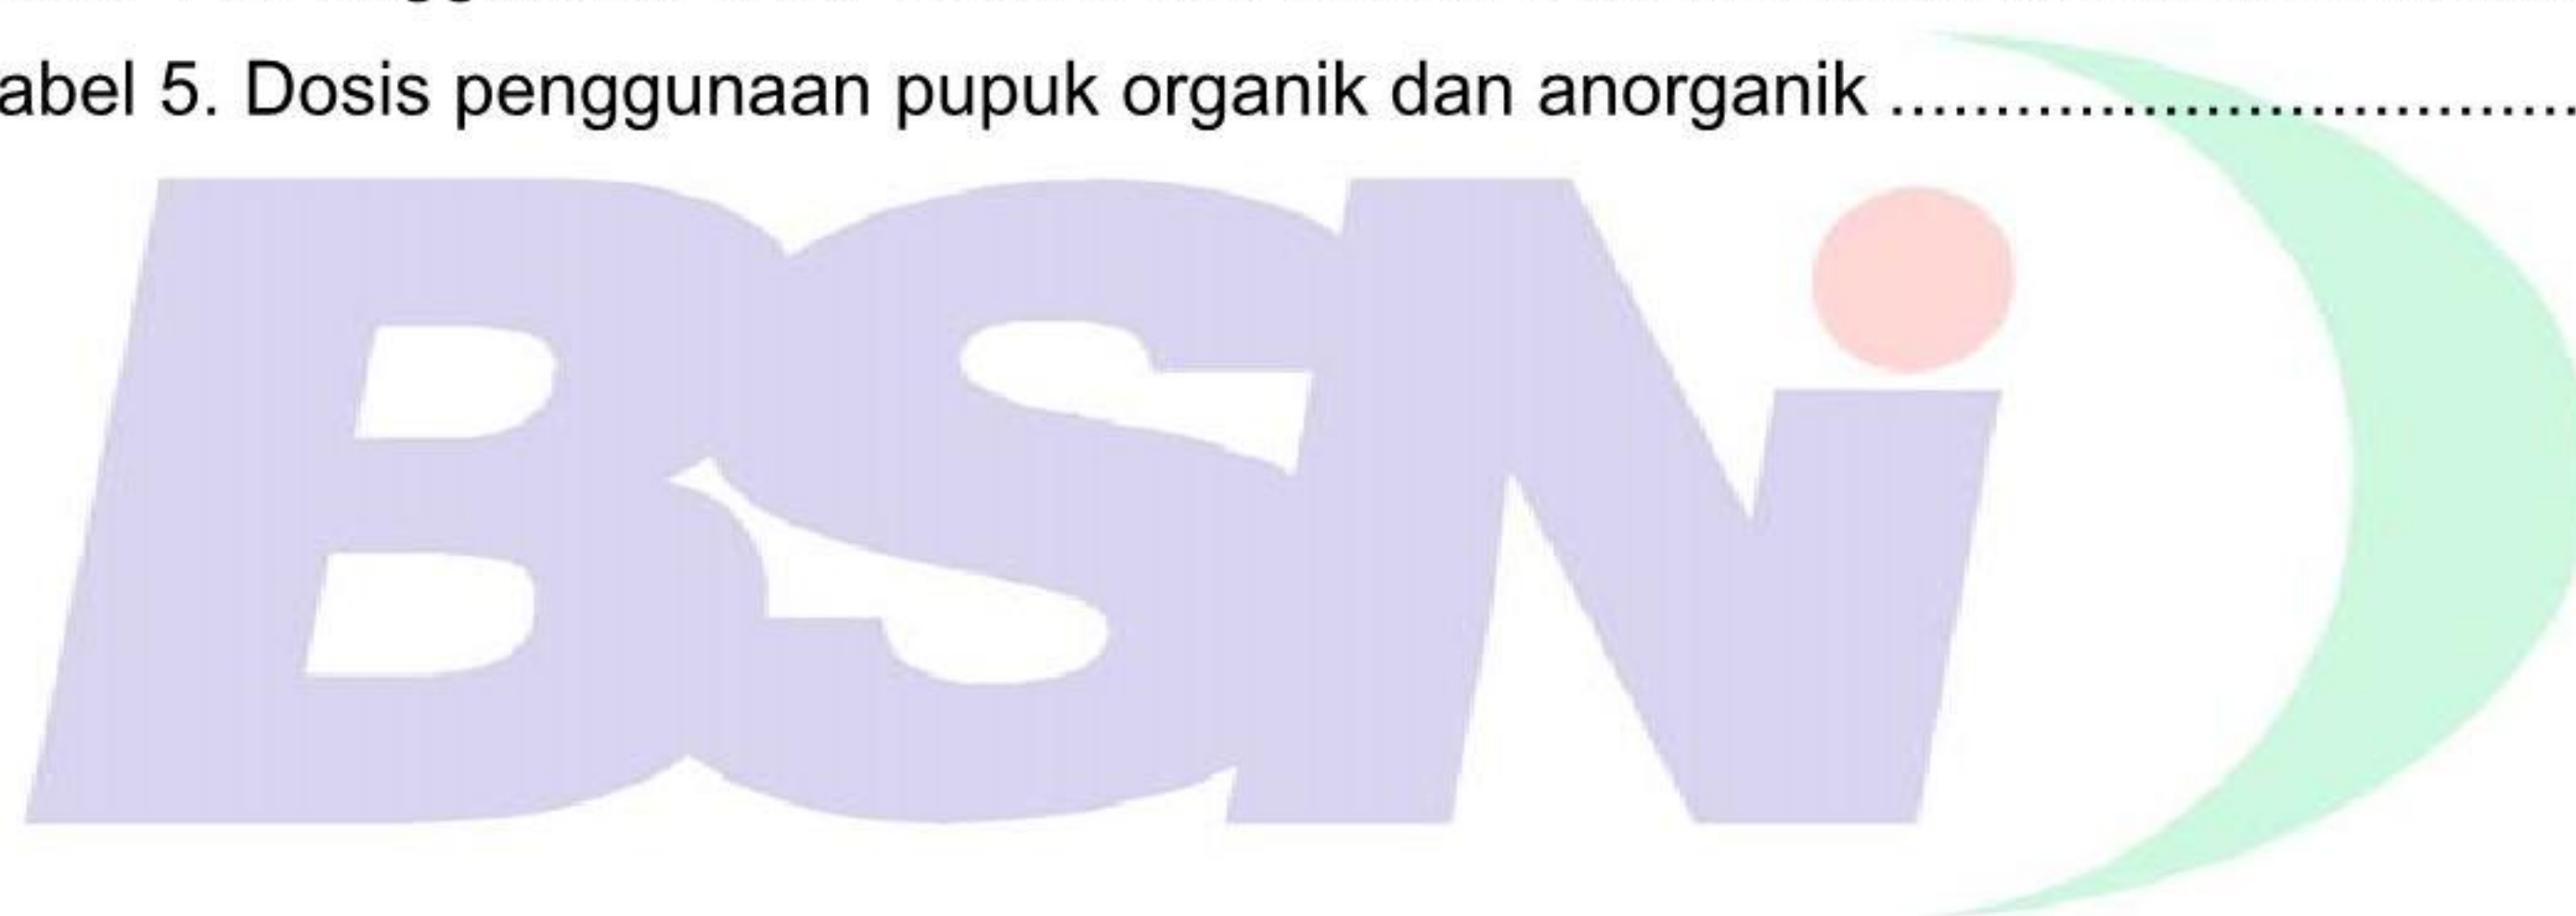 abel 5. Dosis penggunaan pupuk organik dan anorganik ................................
BSN